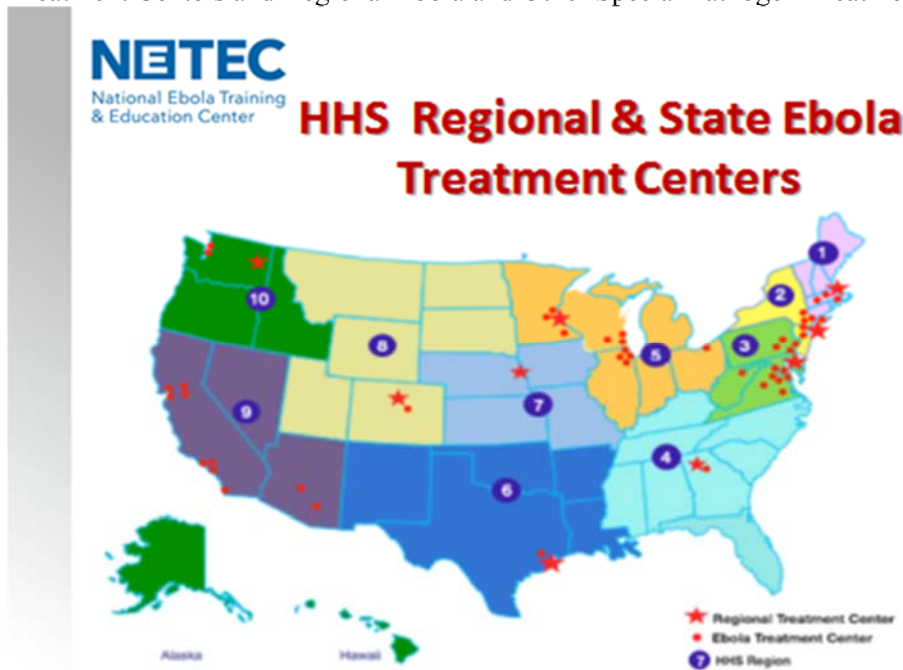 NETEC
National Ebola Training
& Education Center
HHS Regional & State Ebola
Treatment Centers
1
2
3
4
5
6
7
8
9
10
Alaska
Hawaii
Regional Treatment Center
Ebola Treatment Center
7 HHS Region